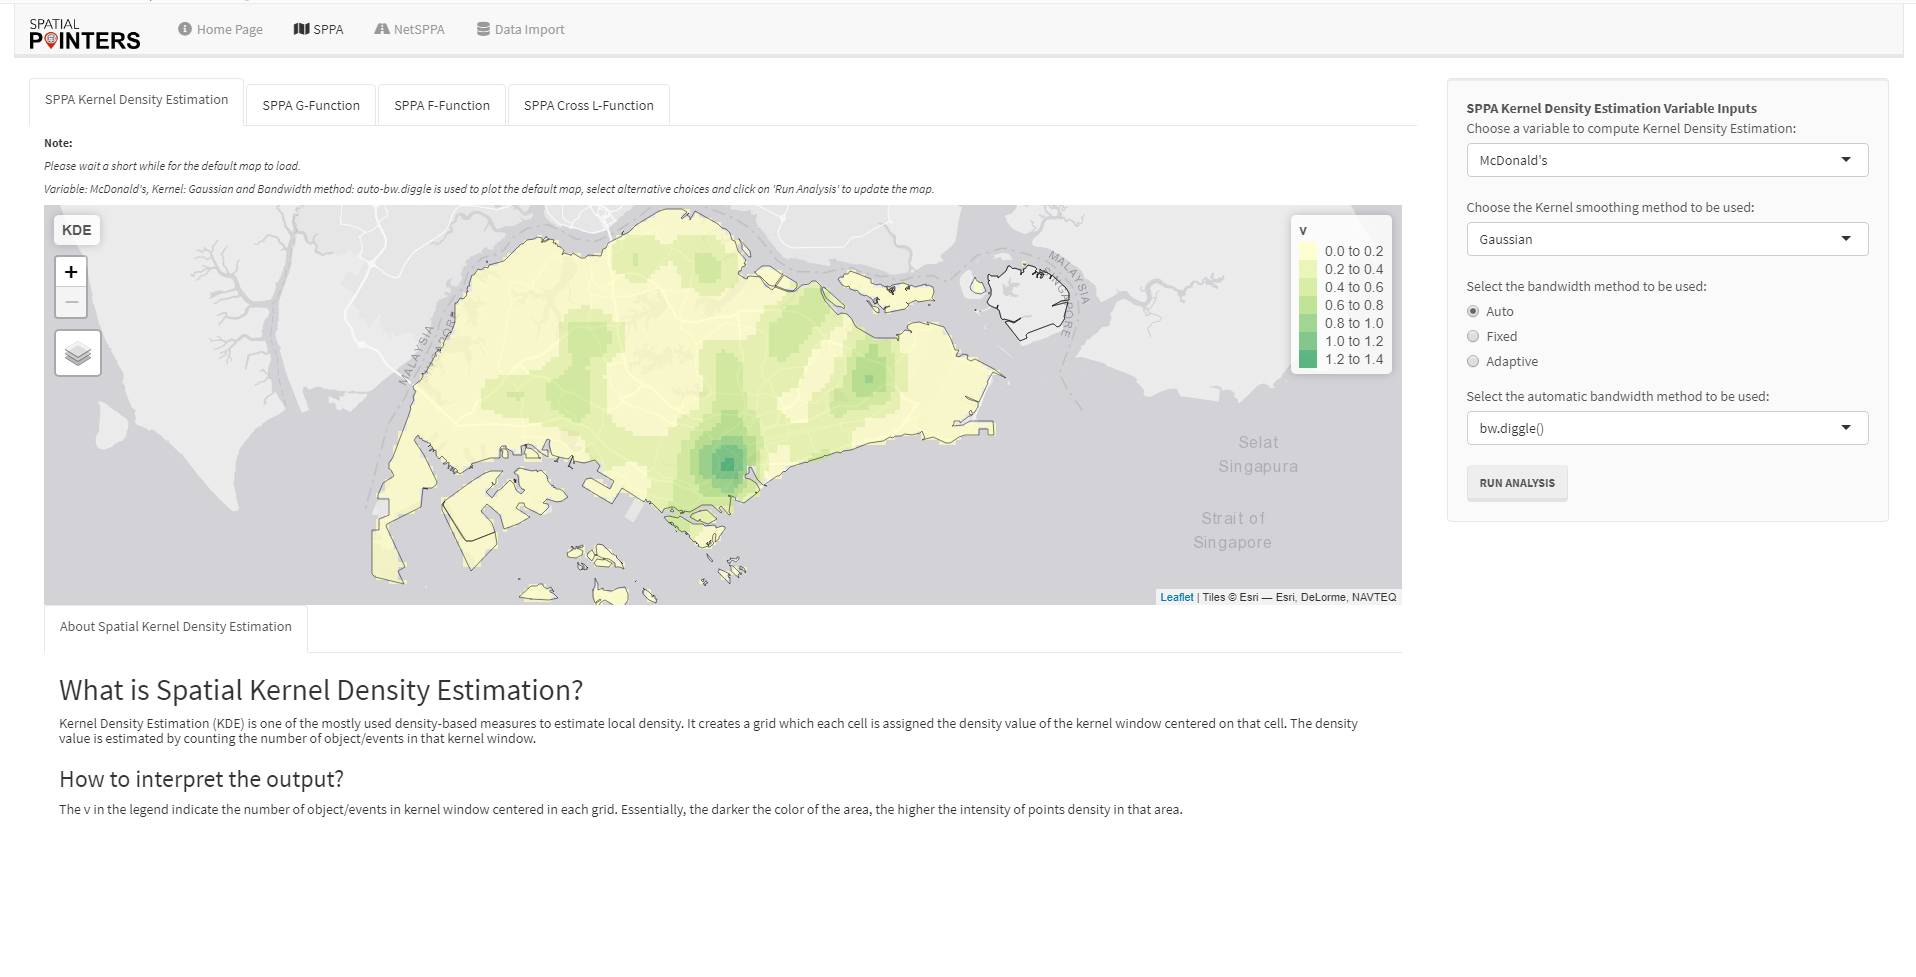 SPATIAL
POINTERS
Home Page
SPPA
NetSPPA
Data Import
SPPA Kernel Density Estimation
SPPA G-Function
SPPA F-Function
SPPA Cross L-Function
Note:
Please wait a short while for the default map to load.
Variable: McDonald's, Kernel: Gaussian and Bandwidth method: auto-bw.diggle is used to plot the default map, select alternative choices and click on 'Run Analysis' to update the map.
KDE
+
−
MALAYSIA
MALAYSIA
v
0.0 to 0.2
0.2 to 0.4
0.4 to 0.6
0.6 to 0.8
0.8 to 1.0
1.0 to 1.2
1.2 to 1.4
Selat
Singapura
Strait of
Singapore
Leaflet | Tiles © Esri — Esri, DeLorme, NAVTEQ
About Spatial Kernel Density Estimation
What is Spatial Kernel Density Estimation?
Kernel Density Estimation (KDE) is one of the mostly used density-based measures to estimate local density. It creates a grid which each cell is assigned the density value of the kernel window centered on that cell. The density
value is estimated by counting the number of object/events in that kernel window.
How to interpret the output?
The v in the legend indicate the number of object/events in kernel window centered in each grid. Essentially, the darker the color of the area, the higher the intensity of points density in that area.
SPPA Kernel Density Estimation Variable Inputs
Choose a variable to compute Kernel Density Estimation:
McDonald's
Choose the Kernel smoothing method to be used:
Gaussian
Select the bandwidth method to be used:
Auto
Fixed
Adaptive
Select the automatic bandwidth method to be used:
bw.diggle()
RUN ANALYSIS